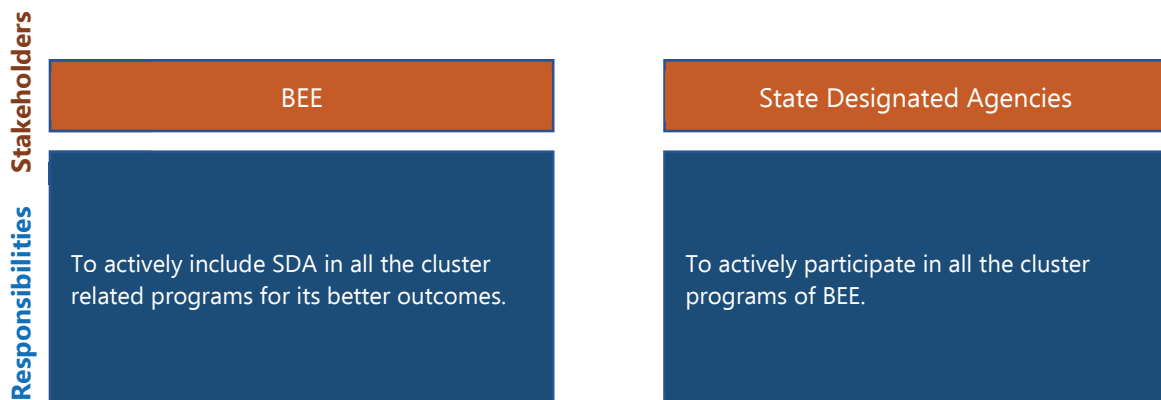 Stakeholders
BEE
State Designated Agencies
Responsibilities
To actively include SDA in all the cluster
related programs for its better outcomes.
To actively participate in all the cluster
programs of BEE.